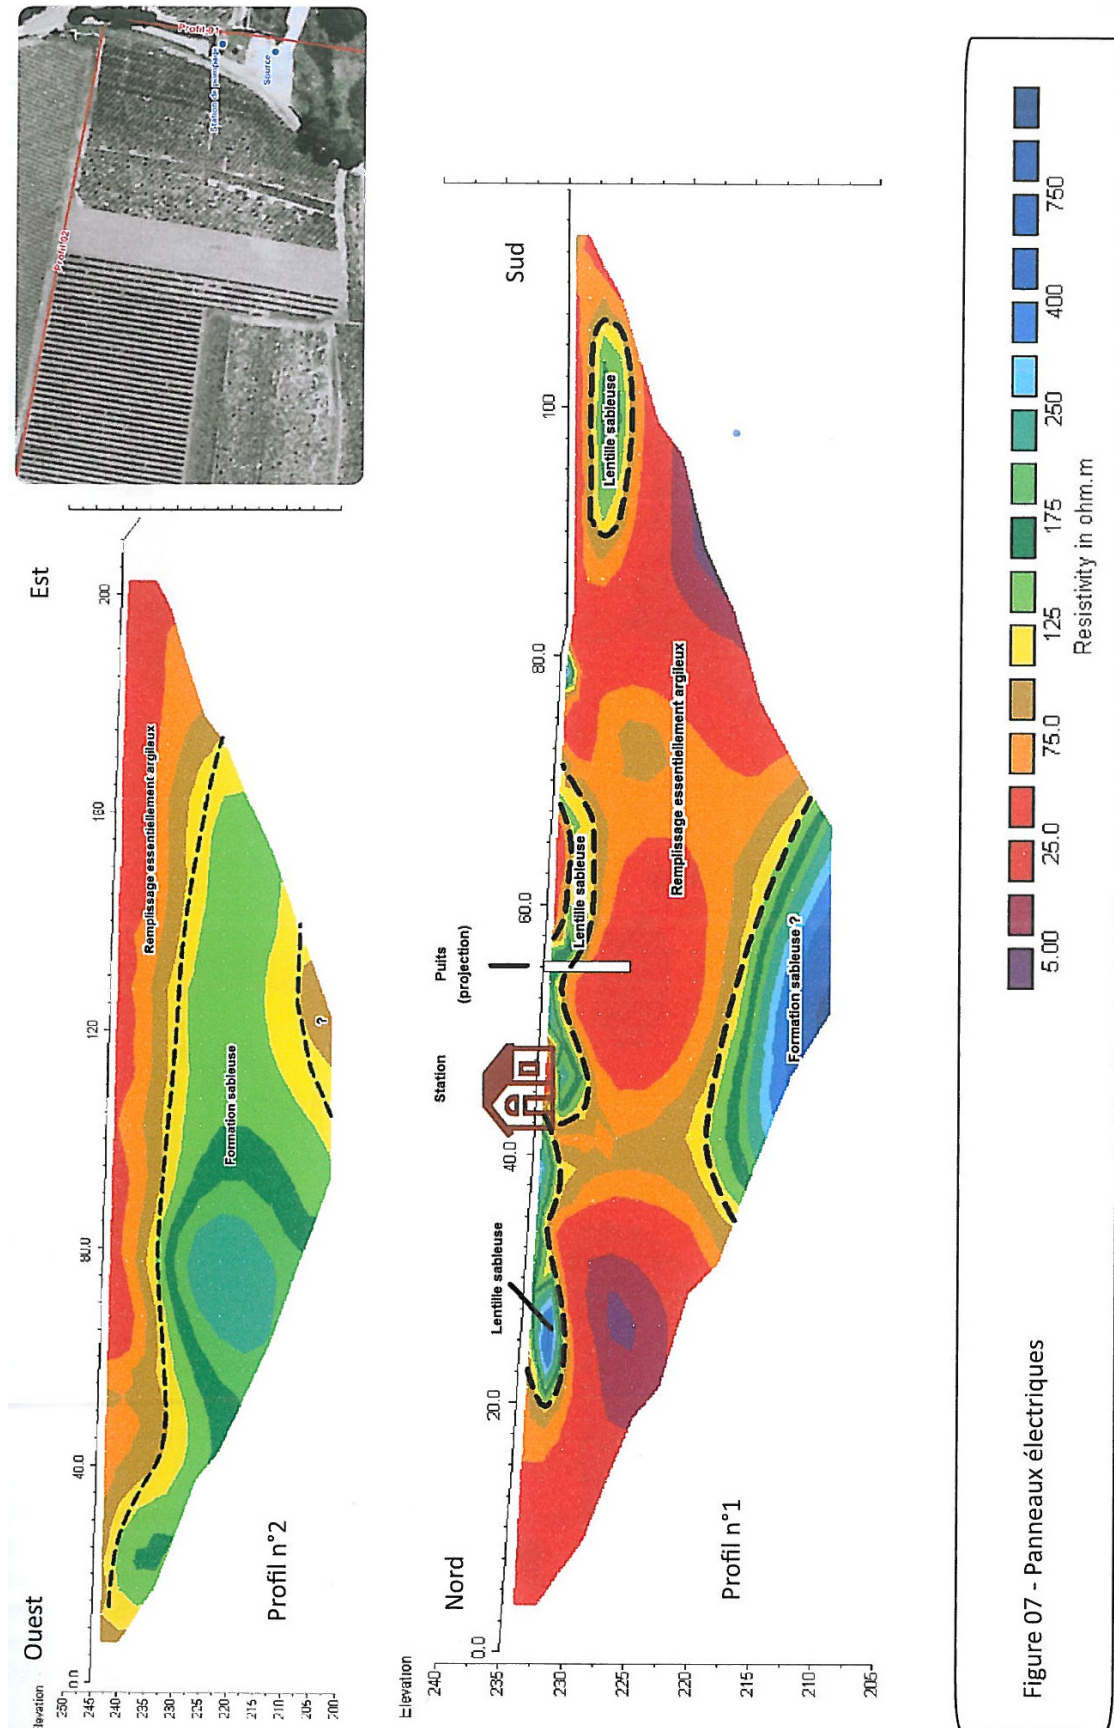 Profil-01
Station de pompage
Source
Profil-02
Ouest
Est
Elevation
250
245
240
235
230
225
220
215
210
205
200
0.0
40.0
80.0
120
160
200
Remplissage essentiellement argileux
Formation sableuse
?
Profil n°2
Nord
Sud
Elevation
240
235
230
225
220
215
210
205
0.0
20.0
40.0
60.0
80.0
100
Lentille sableuse
Station
Puits
(projection)
Lentille sableuse
Lentille sableuse
Remplissage essentiellement argileux
Formation sableuse ?
Profil n°1
5.00
25.0
75.0
125
175
250
400
750
Resistivity in ohm.m
Figure 07 - Panneaux électriques